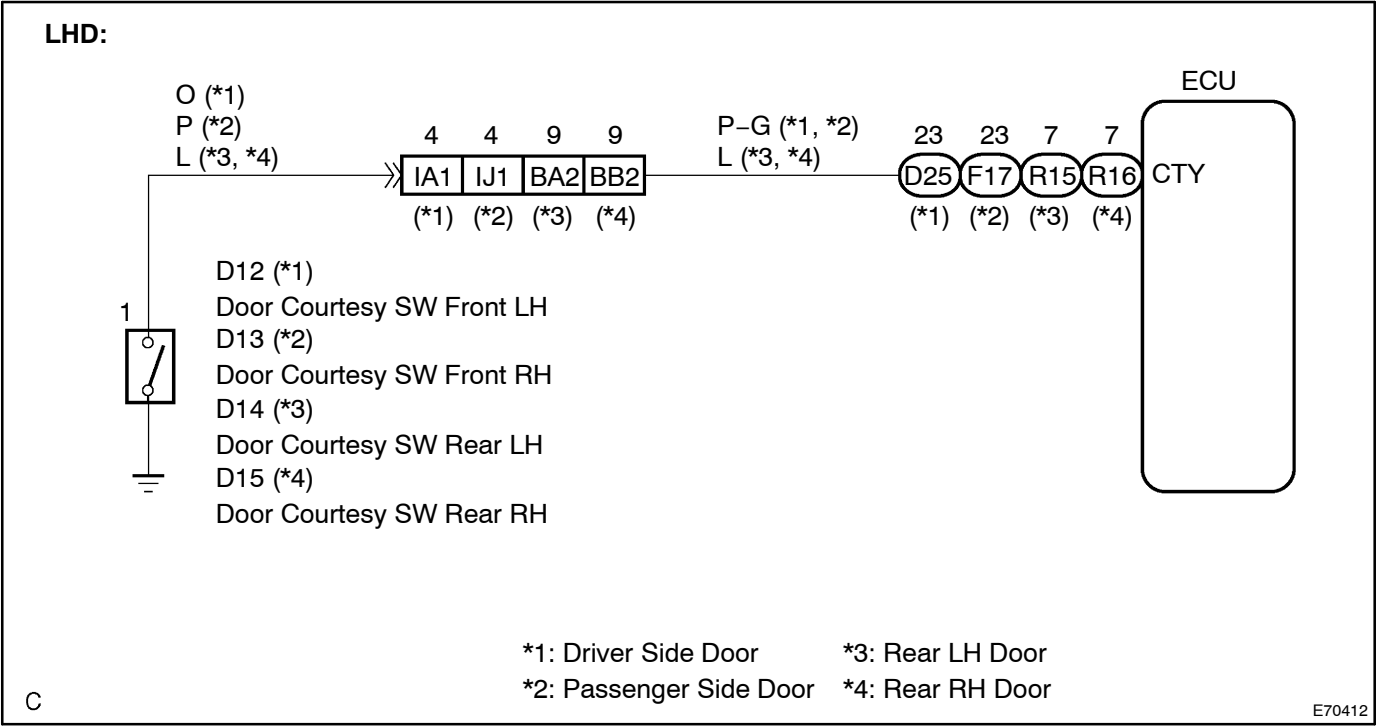 LHD:
ECU
O (*1)
P (*2)
L (*3, *4)
4 4 9 9
P−G (*1, *2)
L (*3, *4)
23 23 7 7
IA1 IJ1 BA2 BB2
D25 F17 R15 R16 CTY
(*1) (*2) (*3) (*4)
(*1) (*2) (*3) (*4)
1
D12 (*1)
Door Courtesy SW Front LH
D13 (*2)
Door Courtesy SW Front RH
D14 (*3)
Door Courtesy SW Rear LH
D15 (*4)
Door Courtesy SW Rear RH
*1: Driver Side Door *3: Rear LH Door
*2: Passenger Side Door *4: Rear RH Door
C
E70412